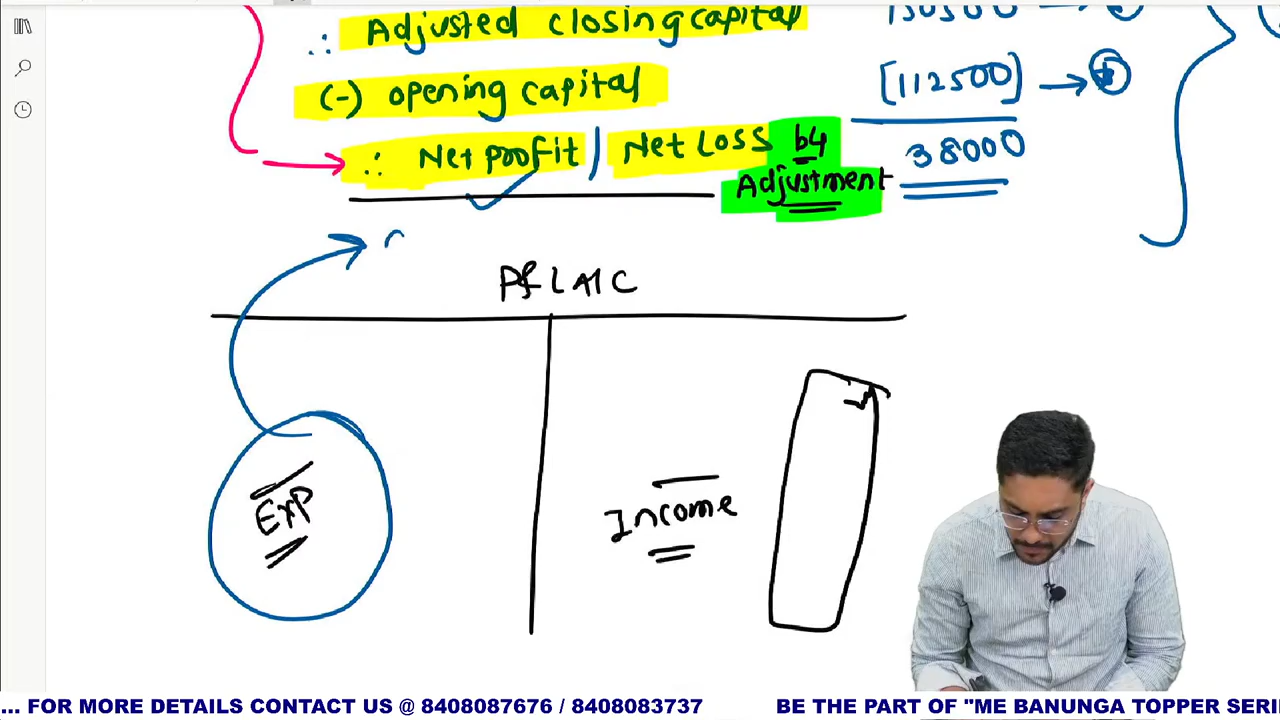 ∴ Adjusted closing capital 150500
(-) opening capital [112500] →
∴ Net profit / Net Loss b4 Adjustment 38000
P&L A/C
Exp
Income
... FOR MORE DETAILS CONTACT US @ 8408087676 / 8408083737 BE THE PART OF "ME BANUNGA TOPPER SERI